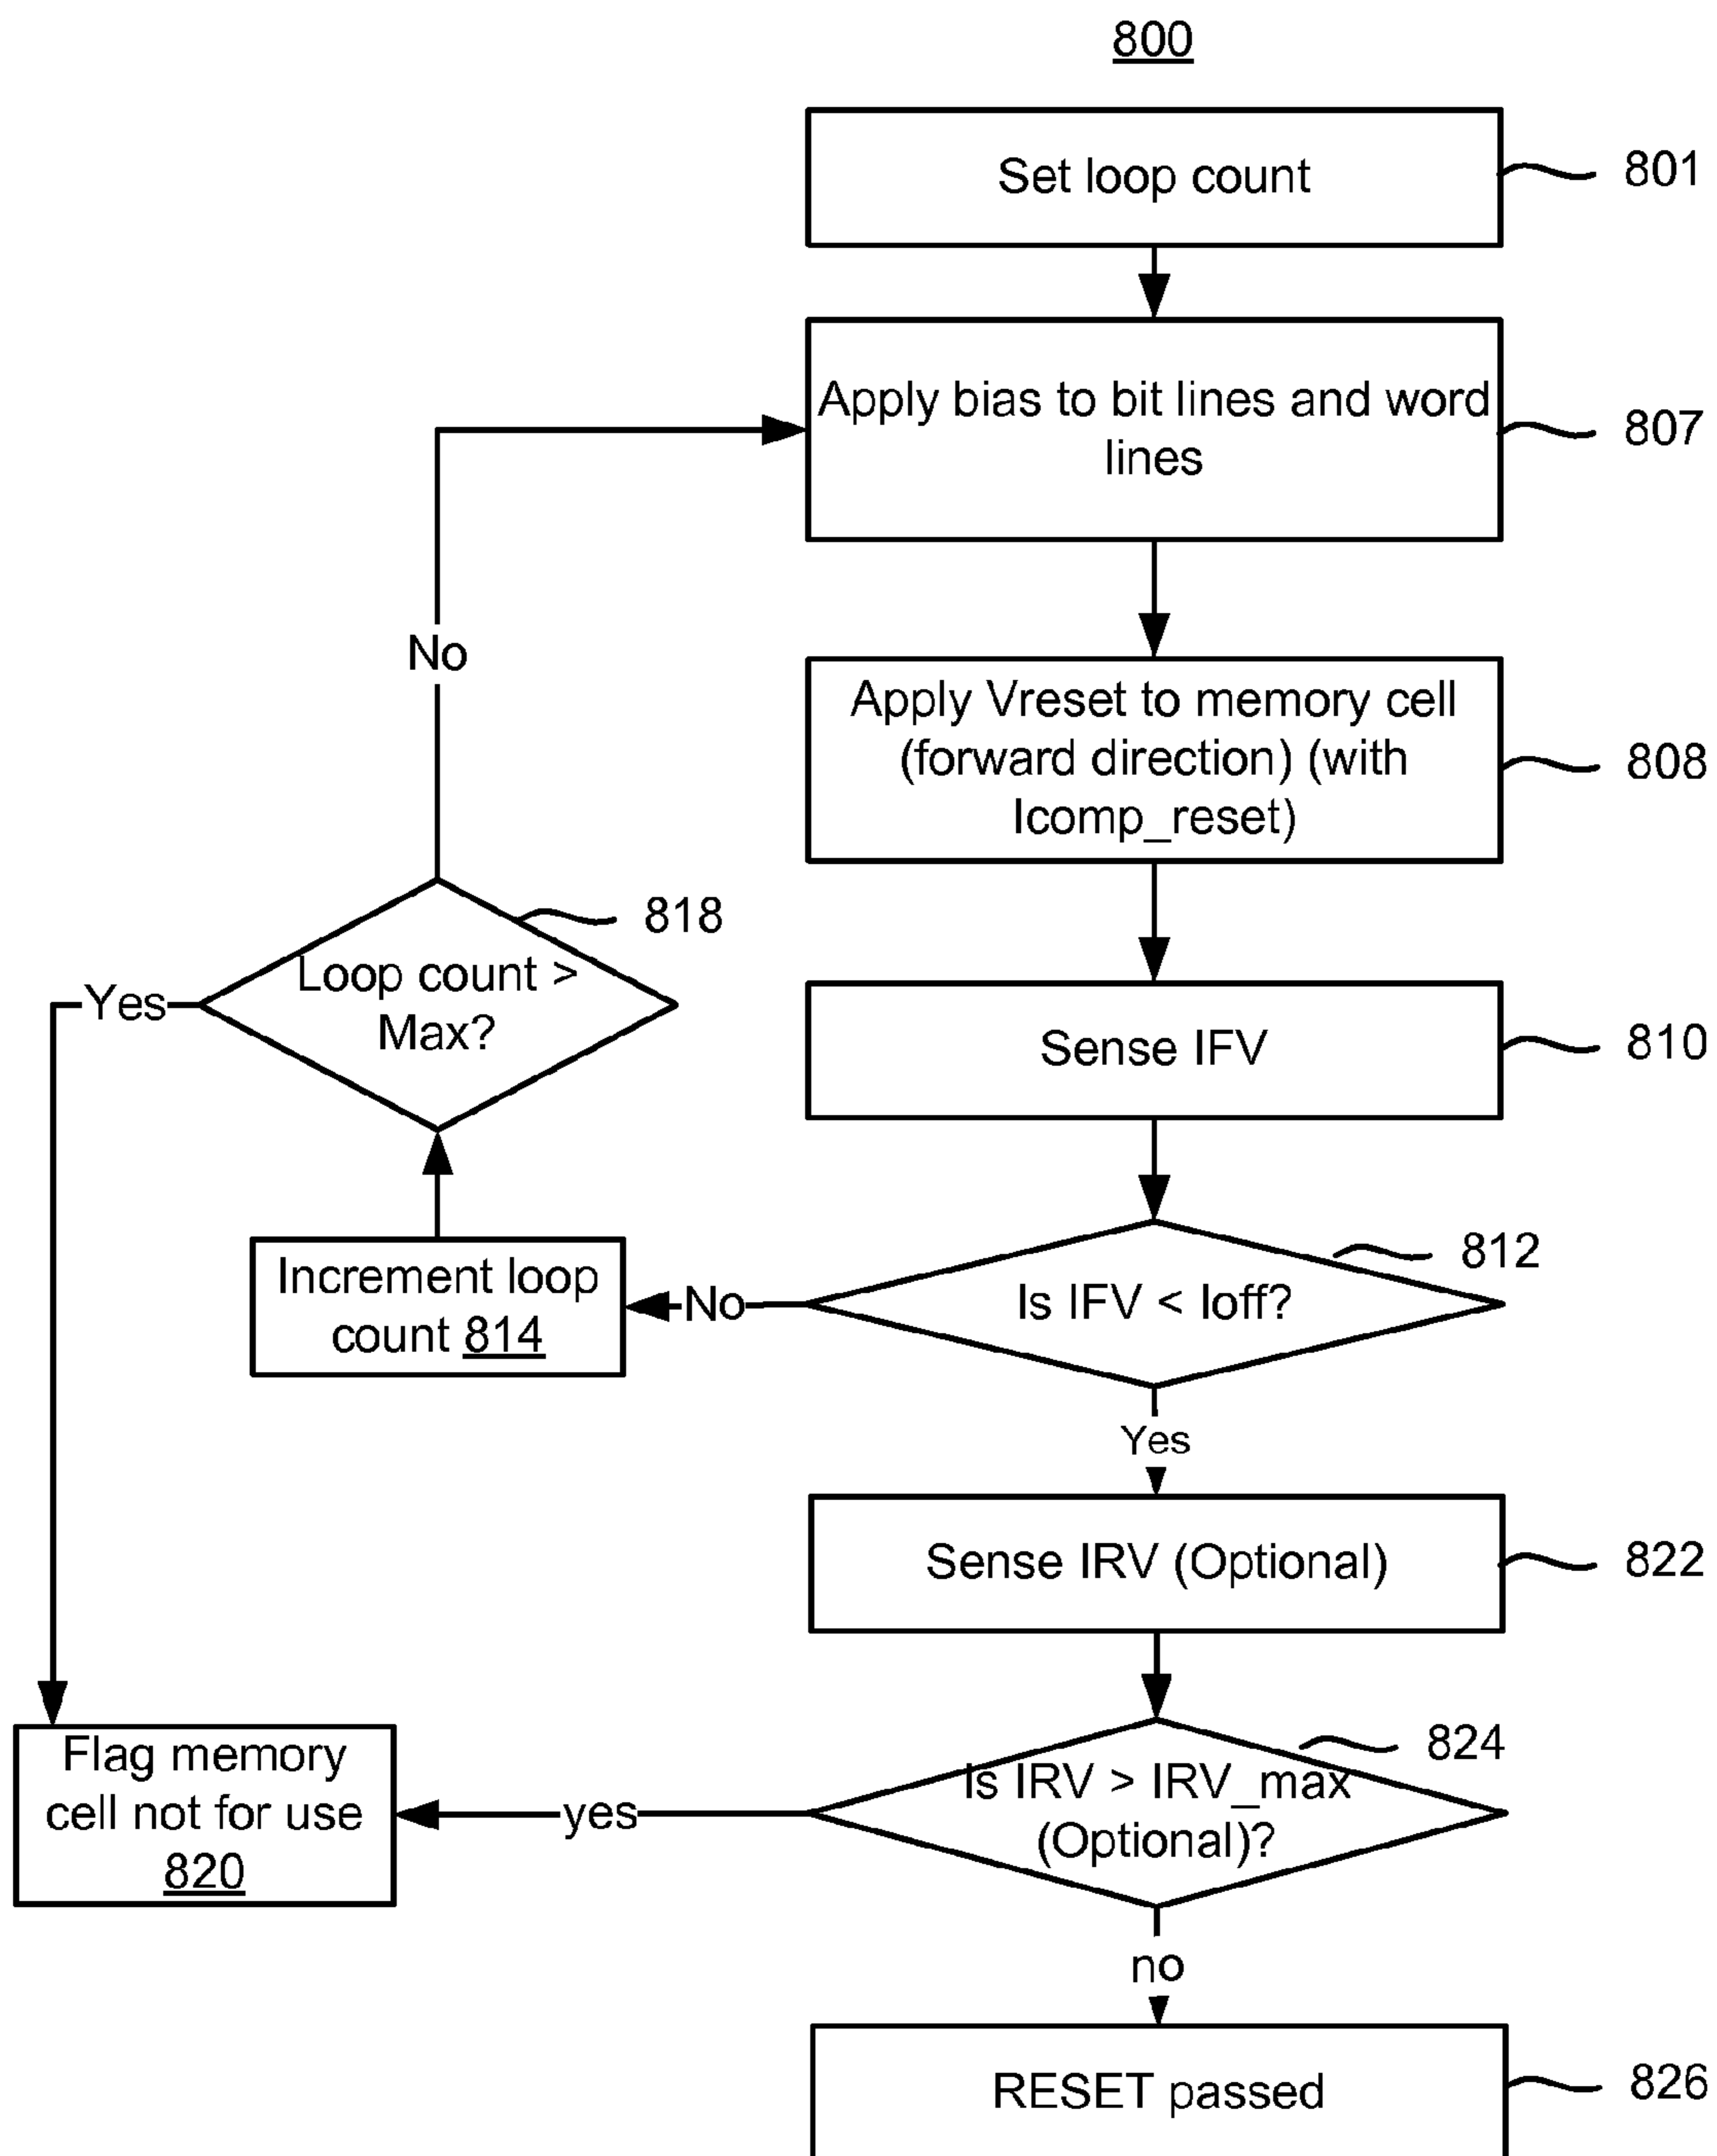 800
Set loop count
801
Apply bias to bit lines and word
lines
807
No
Apply Vreset to memory cell
(forward direction) (with
Icomp_reset)
808
818
Loop count >
Max?
Yes
Sense IFV
810
812
Is IFV < Ioff?
No
Increment loop
count 814
Yes
Sense IRV (Optional)
822
824
Is IRV > IRV_max
(Optional)?
yes
Flag memory
cell not for use
820
no
RESET passed
826